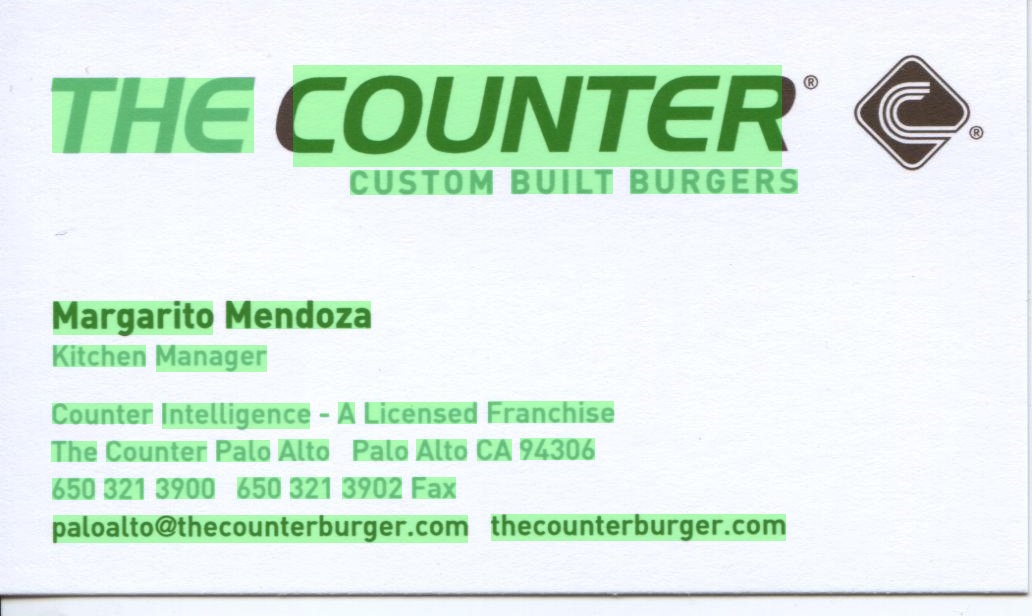 THE COUNTER®
CUSTOM BUILT BURGERS
Margarito Mendoza
Kitchen Manager
Counter Intelligence - A Licensed Franchise
The Counter Palo Alto Palo Alto CA 94306
650 321 3900 650 321 3902 Fax
paloalto@thecounterburger.com thecounterburger.com